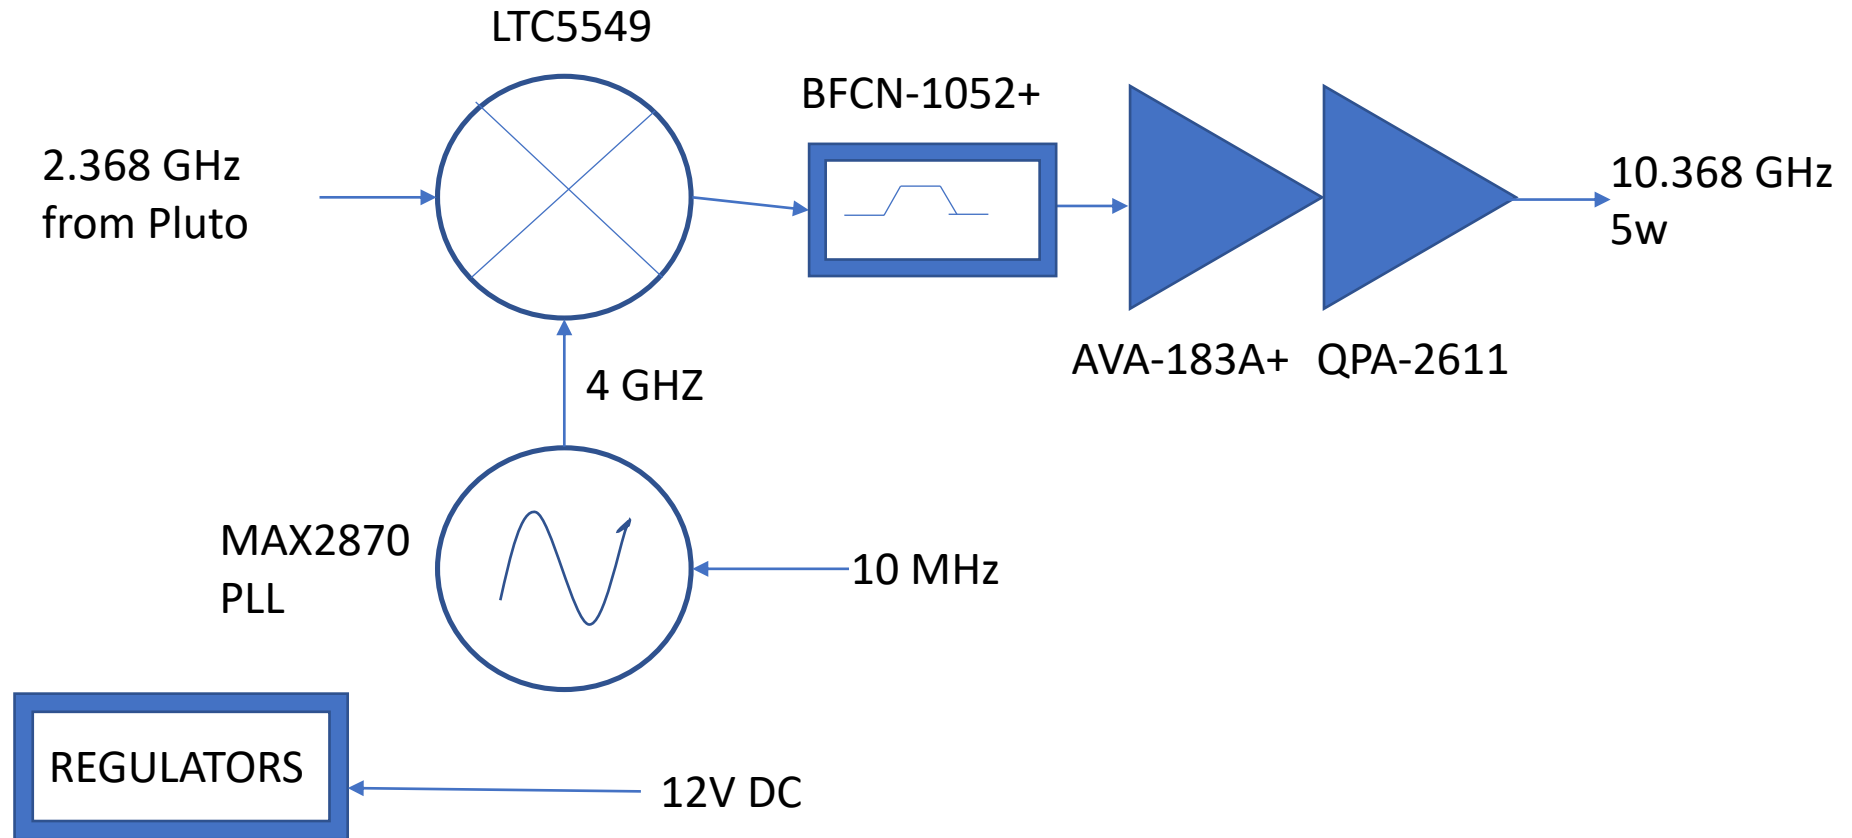 LTC5549
BFCN-1052+
2.368 GHz
from Pluto
10.368 GHz
5w
AVA-183A+
QPA-2611
4 GHZ
MAX2870
PLL
10 MHz
REGULATORS
12V DC